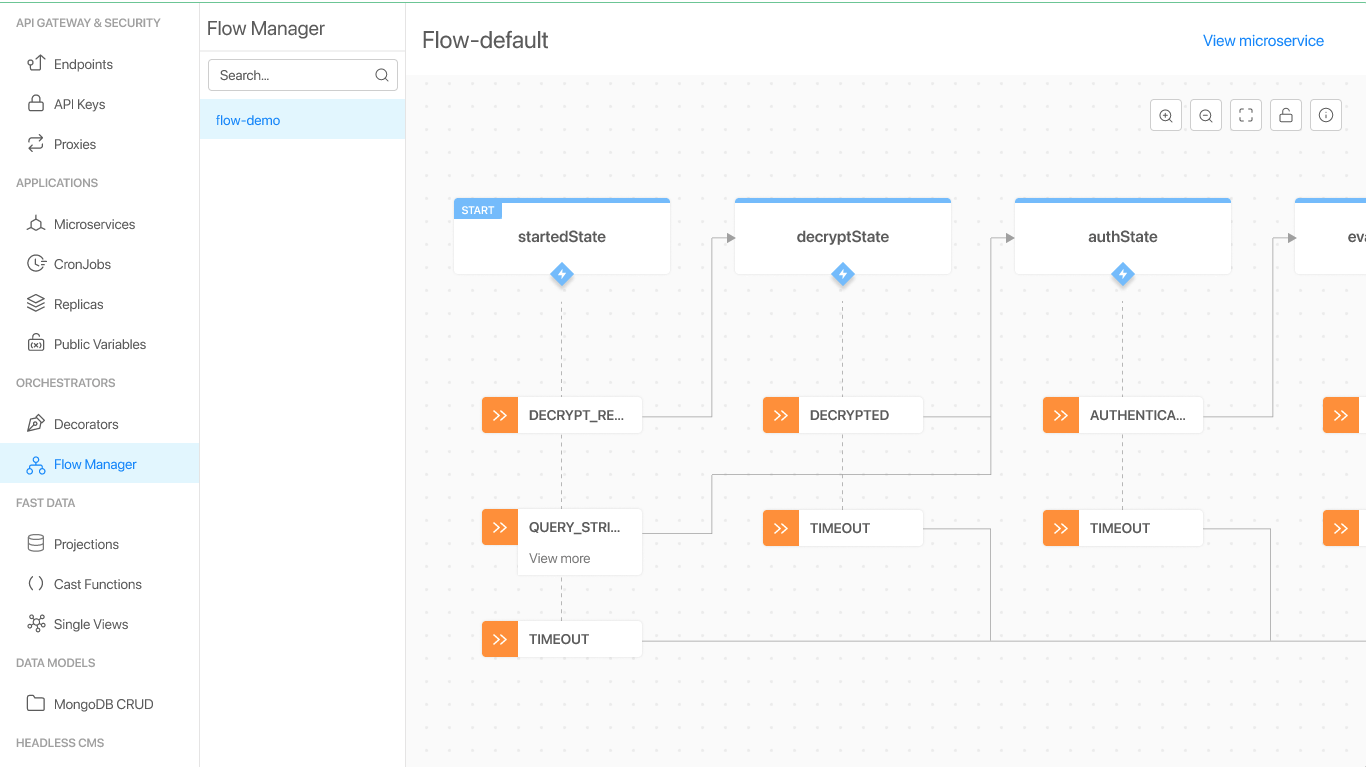 API GATEWAY & SECURITY
Endpoints
API Keys
Proxies
APPLICATIONS
Microservices
CronJobs
Replicas
Public Variables
ORCHESTRATORS
Decorators
Flow Manager
FAST DATA
Projections
Cast Functions
Single Views
DATA MODELS
MongoDB CRUD
HEADLESS CMS
Flow Manager
Search...
flow-demo
Flow-default
View microservice
START
startedState
decryptState
authState
eva
DECRYPT_RE...
DECRYPTED
AUTHENTICA...
QUERY_STRI...
View more
TIMEOUT
TIMEOUT
TIMEOUT